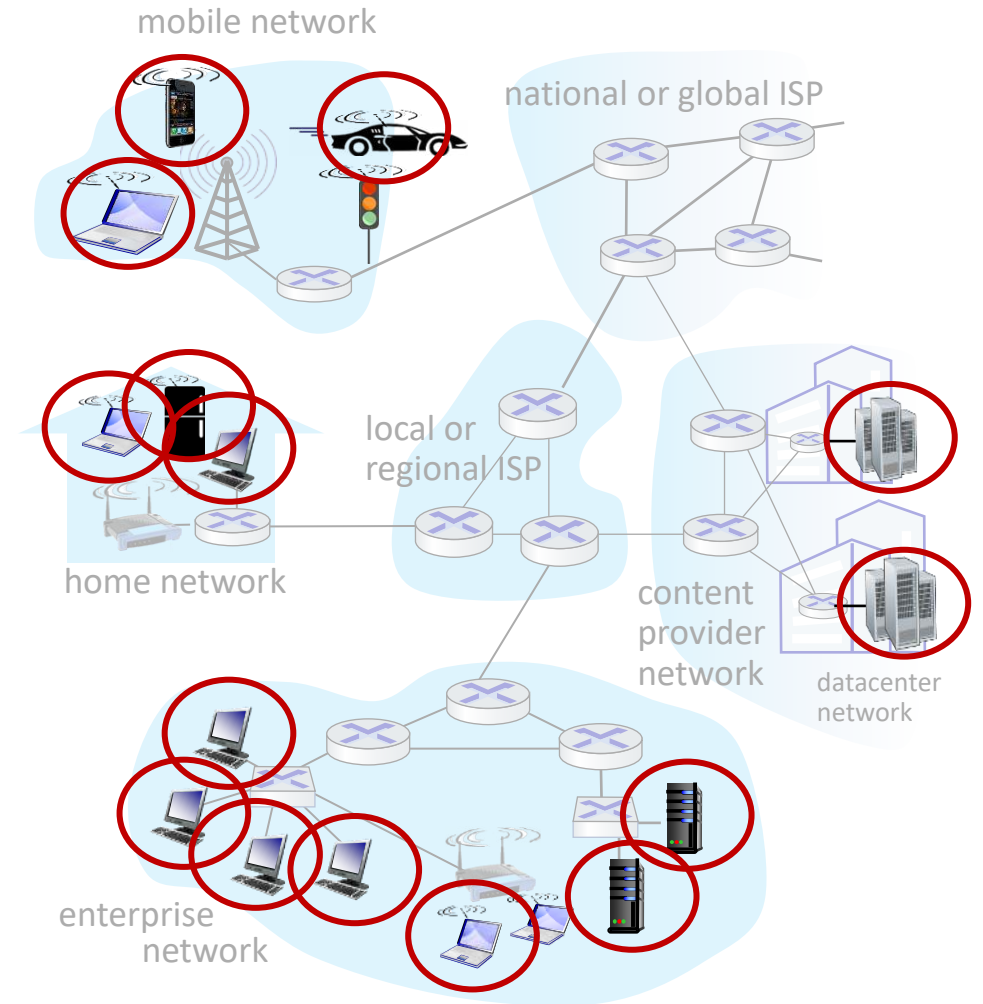 mobile network
national or global ISP
local or
regional ISP
home network
content
provider
network
datacenter
network
enterprise
network